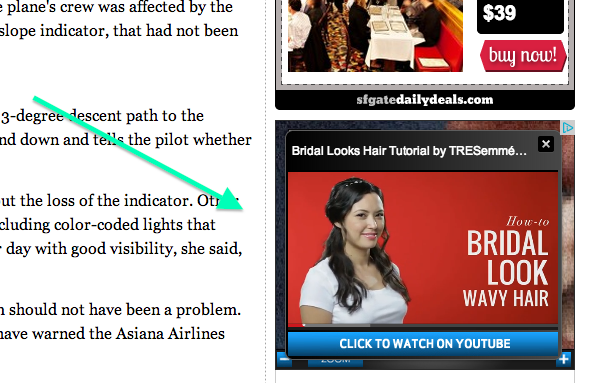 e plane's crew was affected by the
slope indicator, that had not been
3-degree descent path to the
nd down and tells the pilot whether
out the loss of the indicator. Other
cluding color-coded lights that
r day with good visibility, she said,
n should not have been a problem.
have warned the Asiana Airlines
$39
buy now!
sfgatedailydeals.com
Bridal Looks Hair Tutorial by TRESemmé...
How-to
BRIDAL
LOOK
WAVY HAIR
CLICK TO WATCH ON YOUTUBE
ZOOM